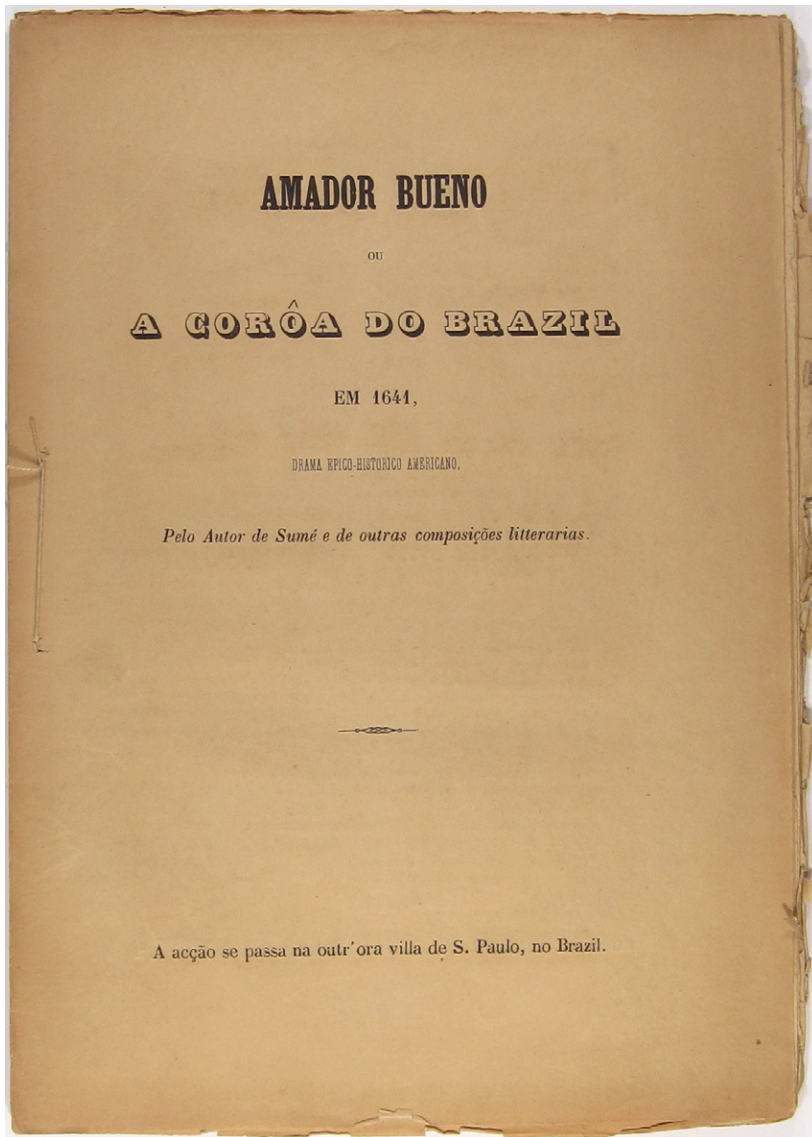 AMADOR BUENO
OU
A CORÔA DO BRAZIL
EM 1641,
DRAMA EPICO-HISTORICO AMERICANO,
Pelo Autor de Sumé e de outras composições litterarias.
A acção se passa na outr'ora villa de S. Paulo, no Brazil.